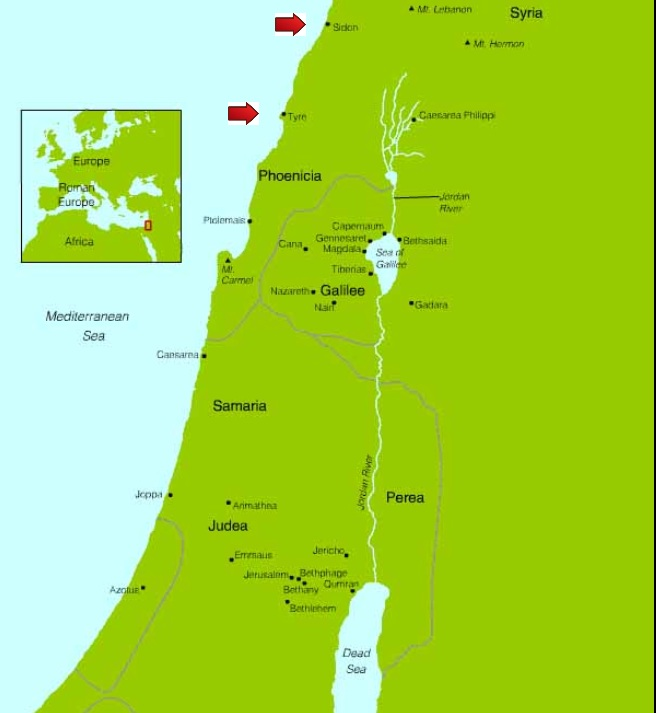 Mt. Lebanon
Syria
Sidon
Mt. Hermon
Tyre
Caesarea Philippi
Europe
Roman
Europe
Africa
Phoenicia
Jordan
River
Ptolemais
Capernaum
Gennesaret
Bethsaida
Cana
Magdala
Sea of
Galilee
Mt.
Carmel
Tiberias
Nazareth
Galilee
Nain
Gadara
Mediterranean
Sea
Caesarea
Samaria
Jordan River
Joppa
Perea
Arimathea
Judea
Jericho
Emmaus
Jerusalem
Bethphage
Bethany
Qumran
Azotus
Bethlehem
Dead
Sea